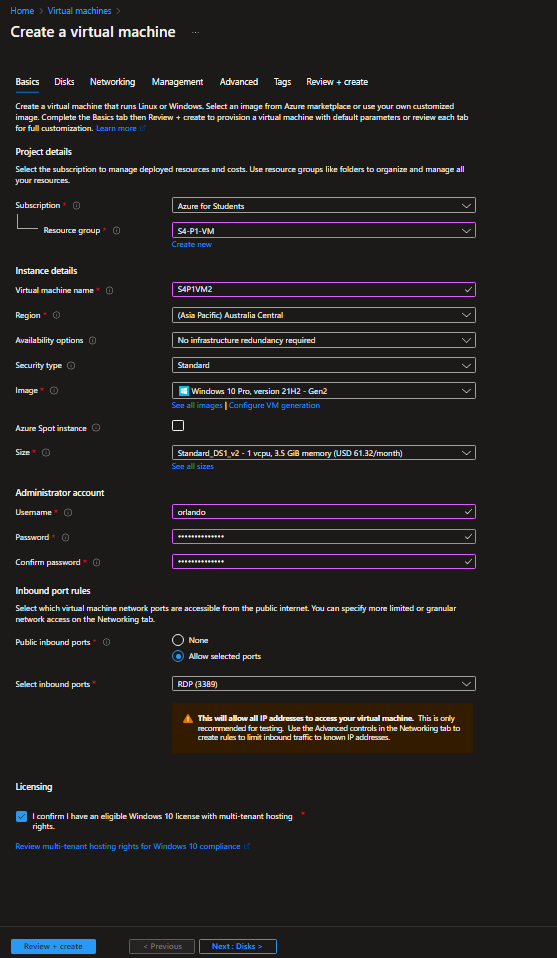 Home > Virtual machines >
Create a virtual machine ...
Basics Disks Networking Management Advanced Tags Review + create
Create a virtual machine that runs Linux or Windows. Select an image from Azure marketplace or use your own customized
image. Complete the Basics tab then Review + create to provision a virtual machine with default parameters or review each tab
for full customization. Learn more
Project details
Select the subscription to manage deployed resources and costs. Use resource groups like folders to organize and manage all
your resources.
Subscription *
Azure for Students
Resource group *
S4-P1-VM
Create new
Instance details
Virtual machine name *
S4P1VM2
Region *
(Asia Pacific) Australia Central
Availability options
No infrastructure redundancy required
Security type
Standard
Image *
Windows 10 Pro, version 21H2 - Gen2
See all images | Configure VM generation
Azure Spot instance
Size *
Standard_DS1_v2 - 1 vcpu, 3.5 GiB memory (USD 61.32/month)
See all sizes
Administrator account
Username *
orlando
Password *
••••••••••••••
Confirm password *
••••••••••••••
Inbound port rules
Select which virtual machine network ports are accessible from the public internet. You can specify more limited or granular
network access on the Networking tab.
Public inbound ports *
None
Allow selected ports
Select inbound ports *
RDP (3389)
This will allow all IP addresses to access your virtual machine. This is only
recommended for testing. Use the Advanced controls in the Networking tab to
create rules to limit inbound traffic to known IP addresses.
Licensing
I confirm I have an eligible Windows 10 license with multi-tenant hosting *
rights.
Review multi-tenant hosting rights for Windows 10 compliance
Review + create
< Previous
Next : Disks >